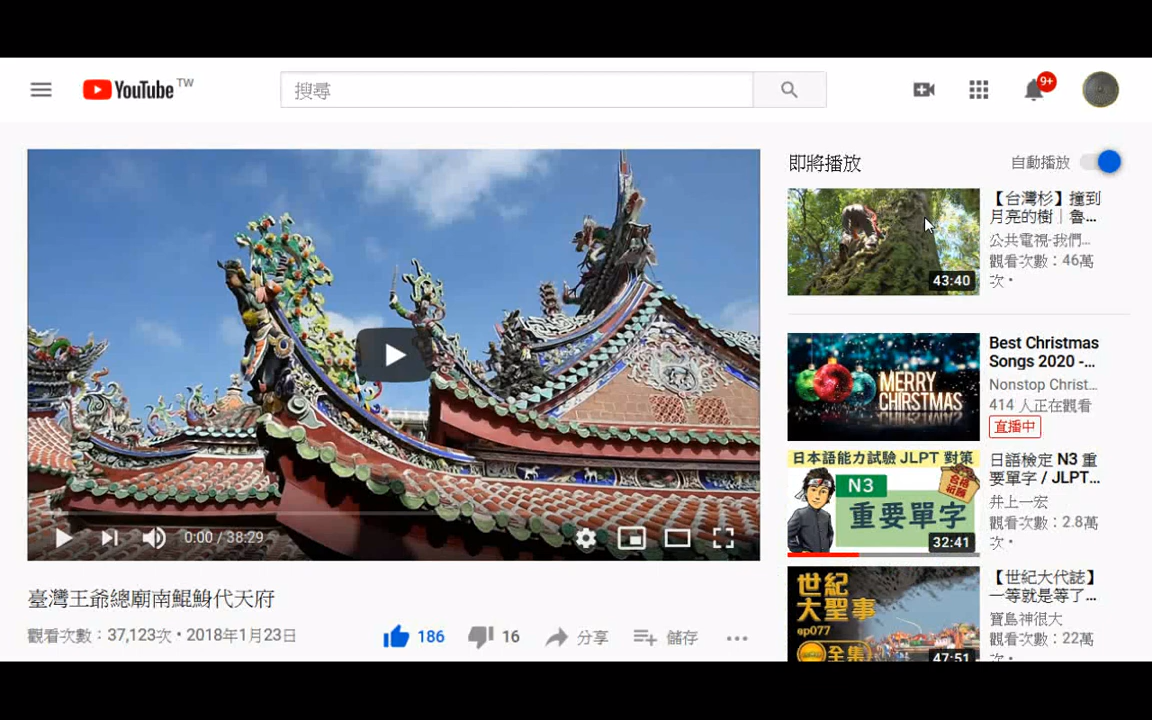 YouTube TW
搜尋
9+
0:00 / 38:29
臺灣王爺總廟南鯤鯓代天府
觀看次數：37,123次 • 2018年1月23日
186
16
分享
儲存
即將播放
自動播放
43:40
【台灣杉】撞到
月亮的樹｜魯...
公共電視-我們...
觀看次數：46萬
次 •
MERRY
CHIRSTMAS
Best Christmas
Songs 2020 -...
Nonstop Christ...
414 人正在觀看
直播中
日本語能力試驗 JLPT 對策
N3
合格
祈願
重要單字
32:41
日語檢定 N3 重
要單字 / JLPT...
井上一宏
觀看次數：2.8萬
次 •
世紀
大聖事
ep077
全集
47:51
【世紀大代誌】
一等就是等了...
寶島神很大
觀看次數：22萬
次 •